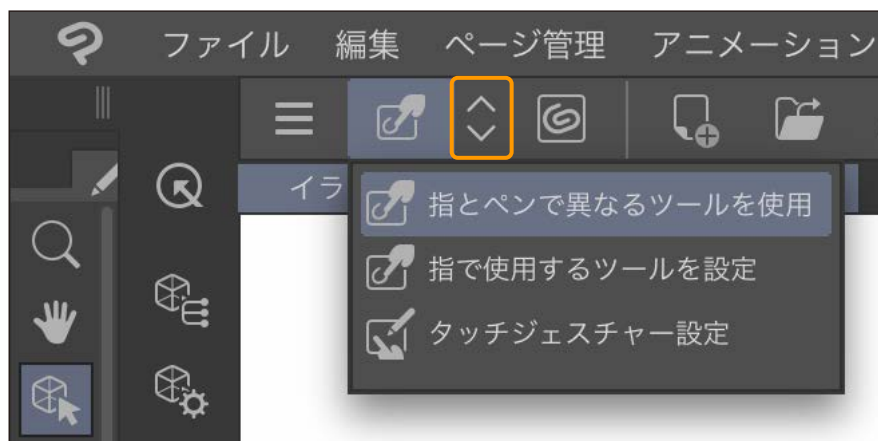 ファイル 編集 ページ管理 アニメーション
イラ
指とペンで異なるツールを使用
指で使用するツールを設定
タッチジェスチャー設定